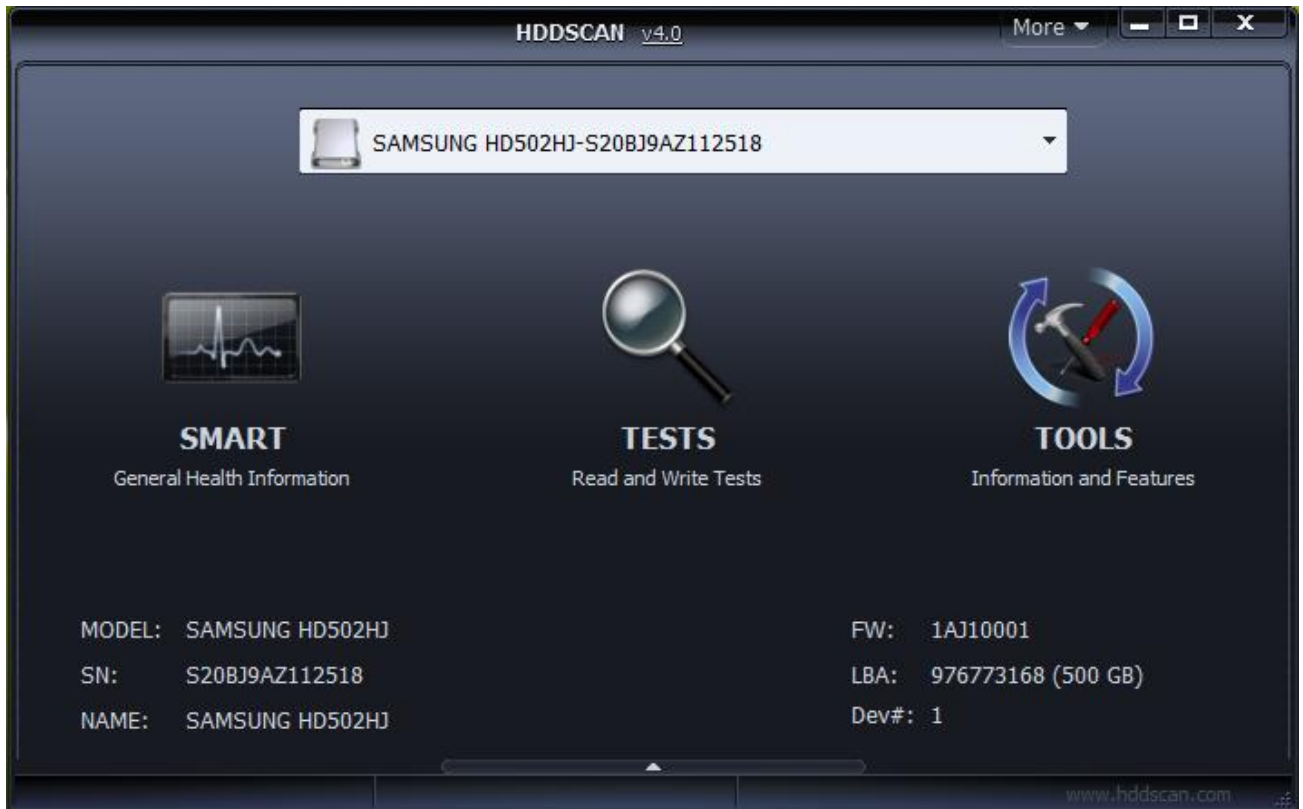 HDDSCAN v4.0
More
X
SAMSUNG HD502HJ-S20BJ9AZ112518
SMART
General Health Information
TESTS
Read and Write Tests
TOOLS
Information and Features
MODEL: SAMSUNG HD502HJ
SN: S20BJ9AZ112518
NAME: SAMSUNG HD502HJ
FW: 1AJ10001
LBA: 976773168 (500 GB)
Dev#: 1
www.hddscan.com